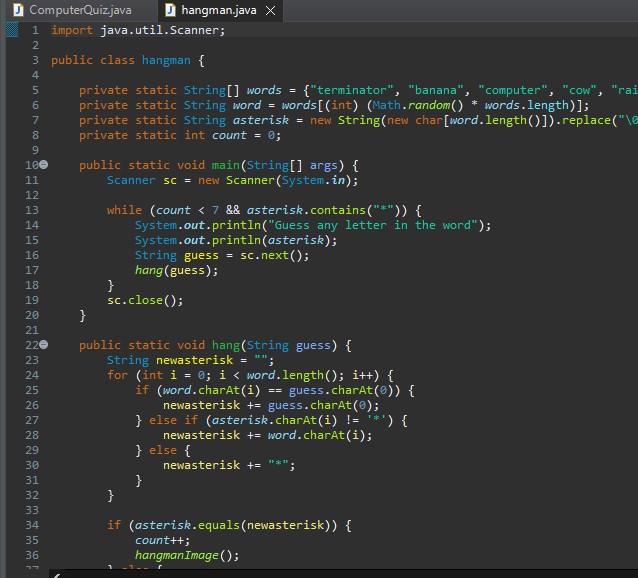 ComputerQuiz.java hangman.java
1 import java.util.Scanner;
2
3 public class hangman {
4
5 private static String[] words = {"terminator", "banana", "computer", "cow", "rai
6 private static String word = words[(int) (Math.random() * words.length)];
7 private static String asterisk = new String(new char[word.length()]).replace("\0
8 private static int count = 0;
9
10 public static void main(String[] args) {
11 Scanner sc = new Scanner(System.in);
12
13 while (count < 7 && asterisk.contains("*")) {
14 System.out.println("Guess any letter in the word");
15 System.out.println(asterisk);
16 String guess = sc.next();
17 hang(guess);
18 }
19 sc.close();
20 }
21
22 public static void hang(String guess) {
23 String newasterisk = "";
24 for (int i = 0; i < word.length(); i++) {
25 if (word.charAt(i) == guess.charAt(0)) {
26 newasterisk += guess.charAt(0);
27 } else if (asterisk.charAt(i) != '*') {
28 newasterisk += word.charAt(i);
29 } else {
30 newasterisk += "*";
31 }
32 }
33
34 if (asterisk.equals(newasterisk)) {
35 count++;
36 hangmanImage();
37 } else {